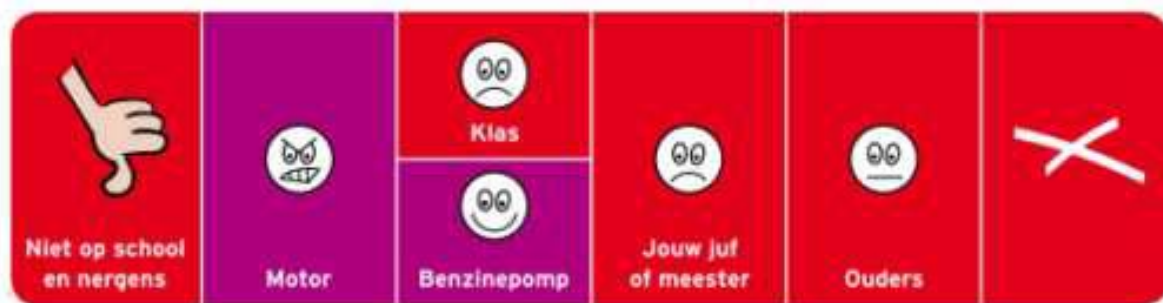 Niet op school
en nergens
Motor
Klas
Benzinepomp
Jouw juf
of meester
Ouders